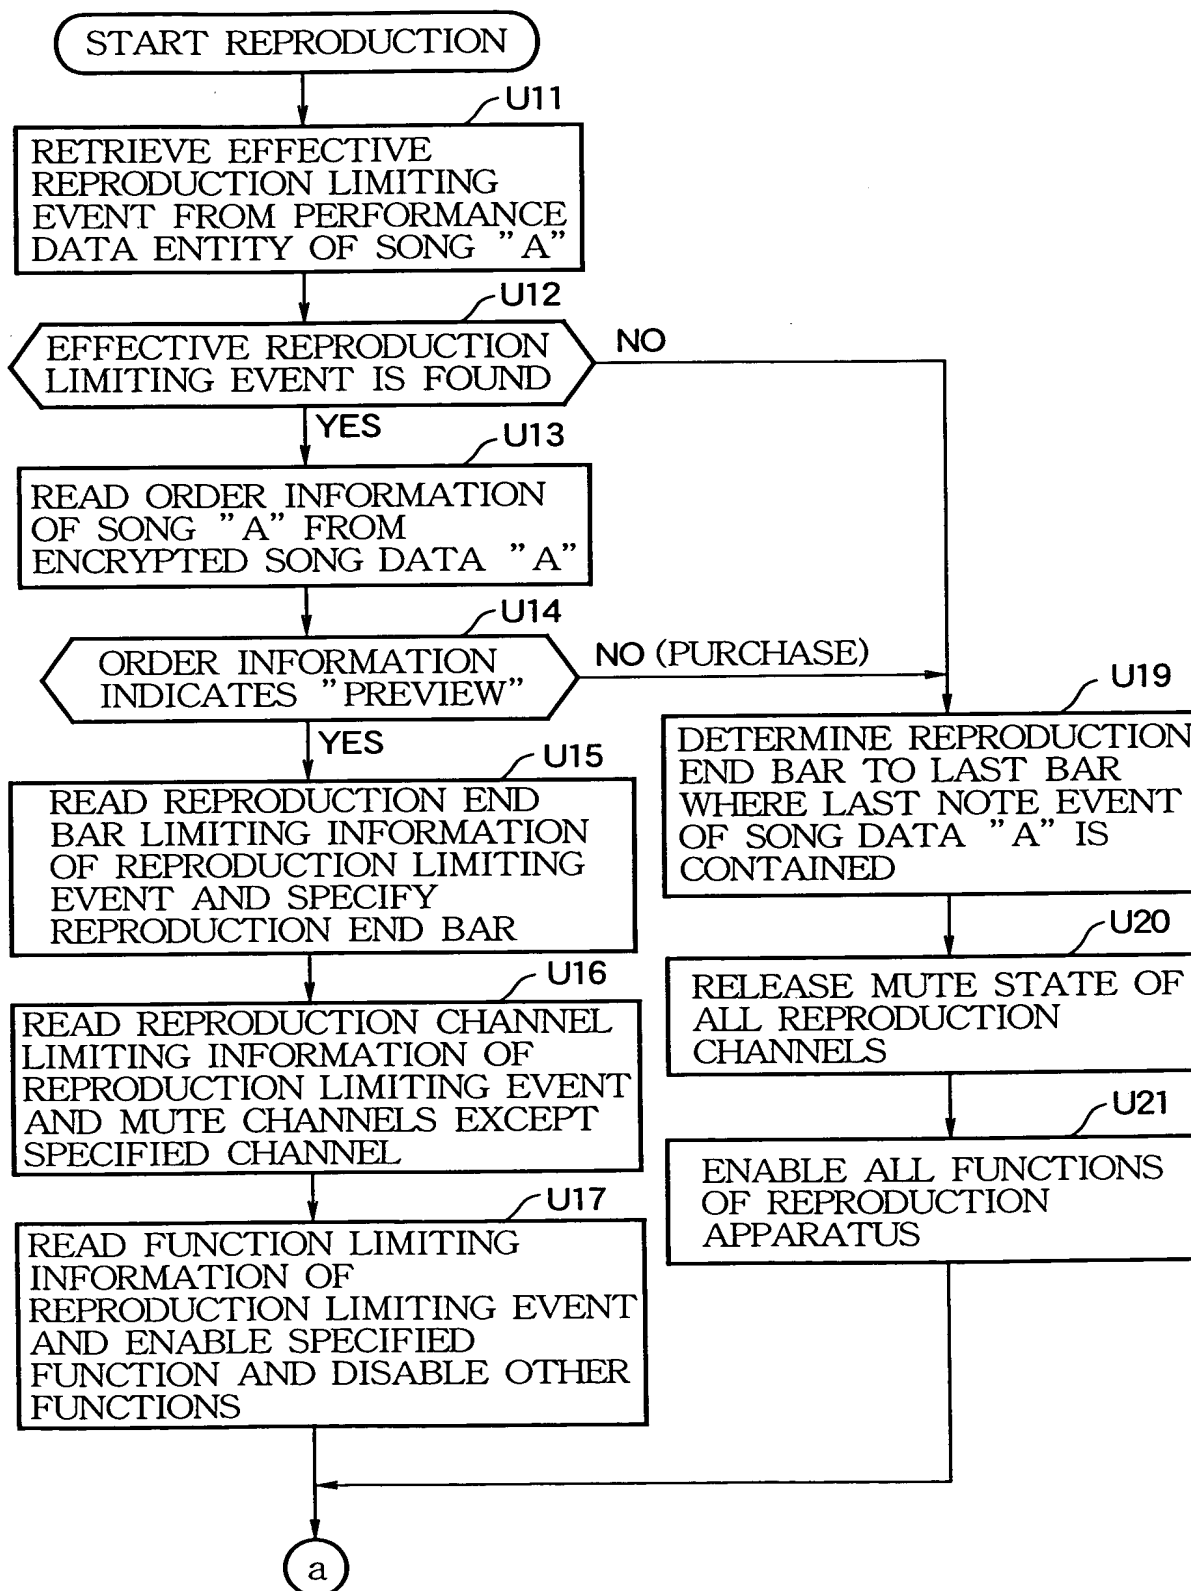 START REPRODUCTION
U11
RETRIEVE EFFECTIVE
REPRODUCTION LIMITING
EVENT FROM PERFORMANCE
DATA ENTITY OF SONG "A"
U12
EFFECTIVE REPRODUCTION
LIMITING EVENT IS FOUND
NO
YES
U13
READ ORDER INFORMATION
OF SONG "A" FROM
ENCRYPTED SONG DATA "A"
U14
ORDER INFORMATION
INDICATES "PREVIEW"
NO (PURCHASE)
YES
U15
READ REPRODUCTION END
BAR LIMITING INFORMATION
OF REPRODUCTION LIMITING
EVENT AND SPECIFY
REPRODUCTION END BAR
U16
READ REPRODUCTION CHANNEL
LIMITING INFORMATION OF
REPRODUCTION LIMITING EVENT
AND MUTE CHANNELS EXCEPT
SPECIFIED CHANNEL
U17
READ FUNCTION LIMITING
INFORMATION OF
REPRODUCTION LIMITING EVENT
AND ENABLE SPECIFIED
FUNCTION AND DISABLE OTHER
FUNCTIONS
U19
DETERMINE REPRODUCTION
END BAR TO LAST BAR
WHERE LAST NOTE EVENT
OF SONG DATA "A" IS
CONTAINED
U20
RELEASE MUTE STATE OF
ALL REPRODUCTION
CHANNELS
U21
ENABLE ALL FUNCTIONS
OF REPRODUCTION
APPARATUS
a